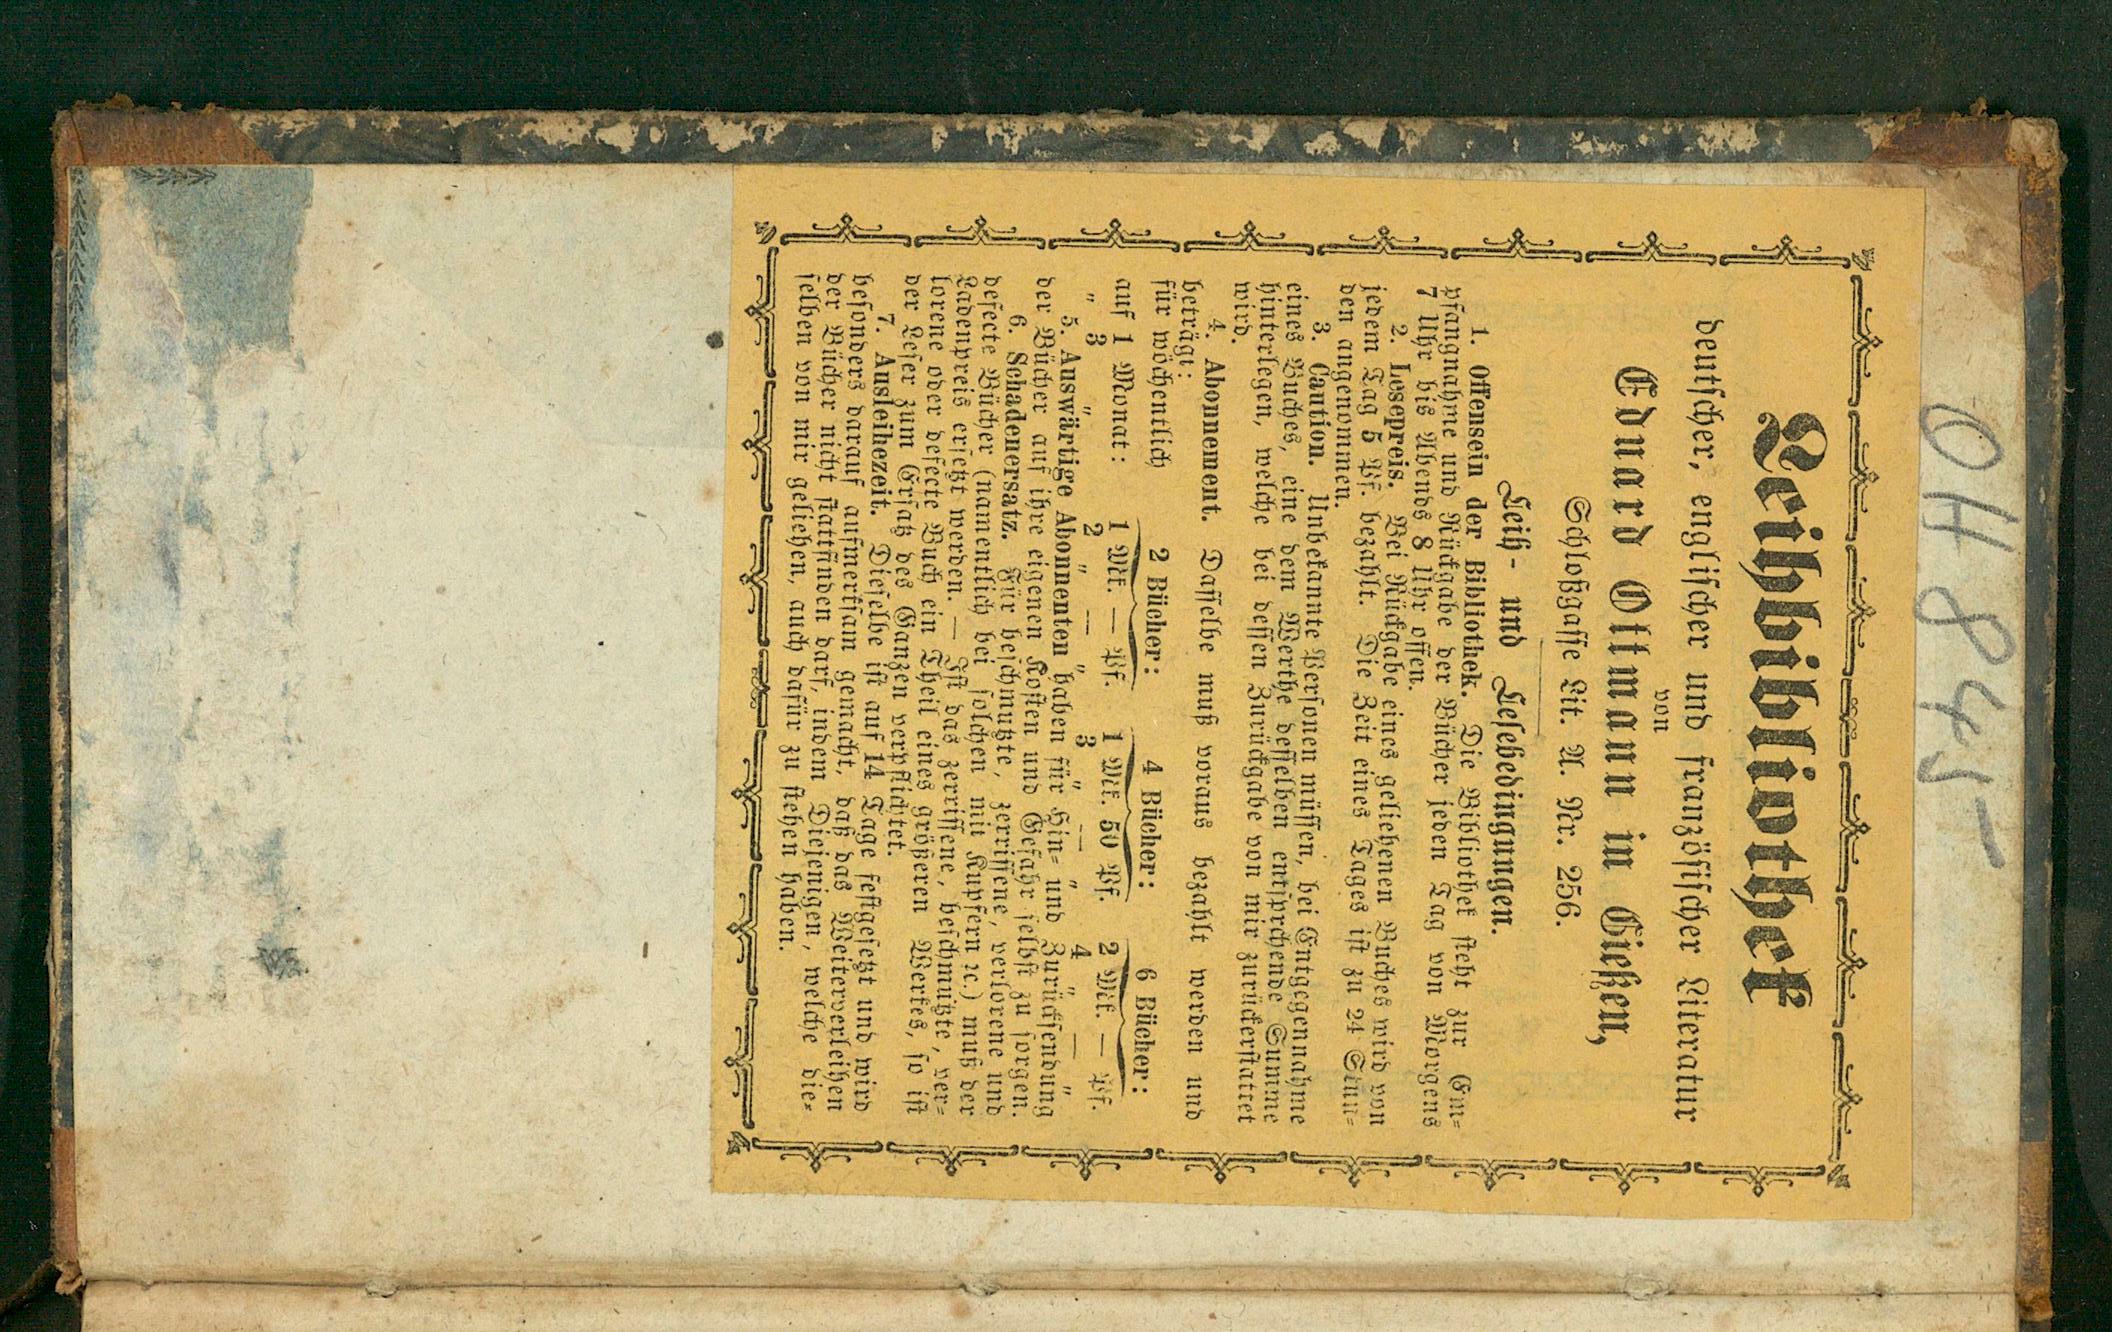 OH 845-
Leihbibliothek
deutscher, englischer und französischer Literatur
von
Eduard Ottmann in Gießen,
Schloßgasse Lit. A. Nr. 256.
Leih- und Lesebedingungen.
1. Offensein der Bibliothek. Die Bibliothek steht zur Em-
pfangnahme und Rückgabe der Bücher jeden Tag von Morgens
7 Uhr bis Abends 8 Uhr offen.
2. Lesepreis. Bei Rückgabe eines geliehenen Buches wird von
jedem Tag 5 Pf. bezahlt. Die Zeit eines Tages ist zu 24 Stun-
den angenommen.
3. Caution. Unbekannte Personen müssen, bei Entgegennahme
eines Buches, eine dem Werthe desselben entsprechende Summe
hinterlegen, welche bei dessen Zurückgabe von mir zurückerstattet
wird.
4. Abonnement. Dasselbe muß voraus bezahlt werden und
beträgt:
für wöchentlich 2 Bücher: 4 Bücher: 6 Bücher:
auf 1 Monat: 1 Mk. — Pf. 1 Mk. 50 Pf. 2 Mk. — Pf.
" 3 " 2 " — " 3 " — " 4 " — "
5. Auswärtige Abonnenten haben für Hin- und Zurücksendung
der Bücher auf ihre eigenen Kosten und Gefahr selbst zu sorgen.
6. Schadenersatz. Für beschmutzte, zerrissene, verlorene und
defecte Bücher (namentlich bei solchen mit Kupfern ꝛc.) muß der
Ladenpreis ersetzt werden. — Ist das zerrissene, beschmutzte, ver-
lorene oder defecte Buch ein Theil eines größeren Werkes, so ist
der Leser zum Ersatz des Ganzen verpflichtet.
7. Ausleihezeit. Dieselbe ist auf 14 Tage festgesetzt und wird
besonders darauf aufmerksam gemacht, daß das Weiterverleihen
der Bücher nicht stattfinden darf, indem Diejenigen, welche die-
selben von mir geliehen, auch dafür zu stehen haben.